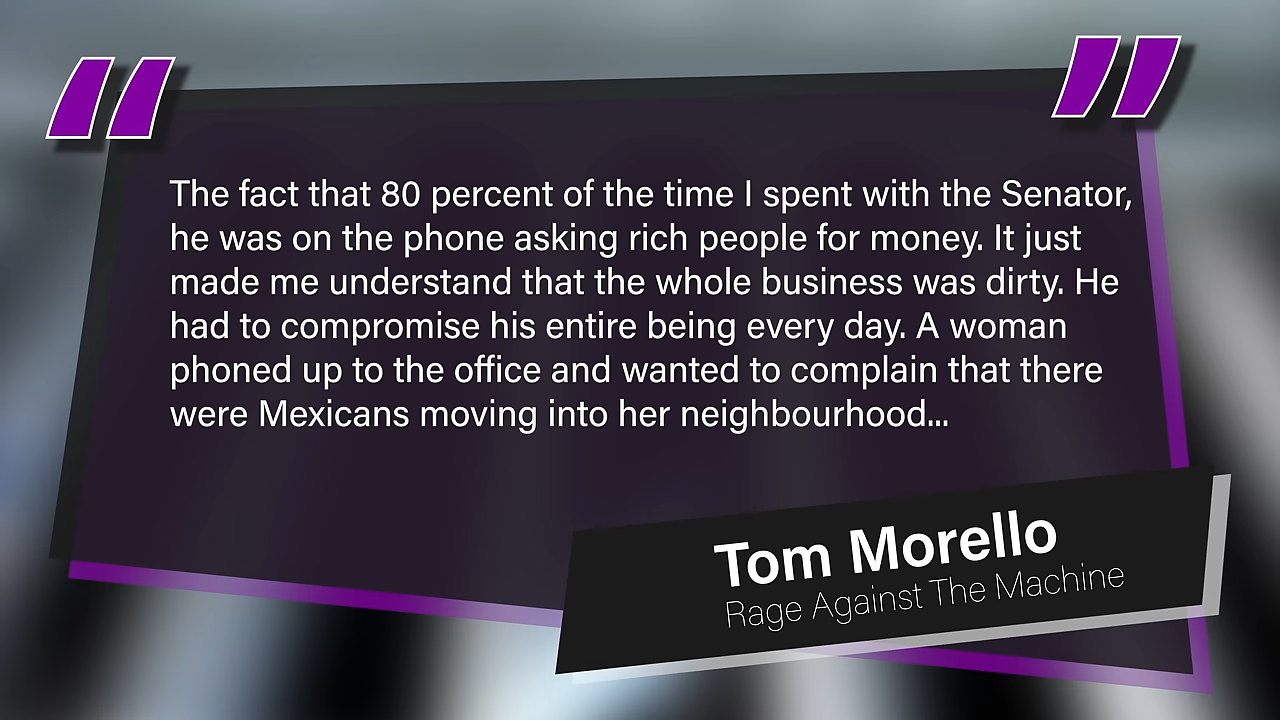 The fact that 80 percent of the time I spent with the Senator,
he was on the phone asking rich people for money. It just
made me understand that the whole business was dirty. He
had to compromise his entire being every day. A woman
phoned up to the office and wanted to complain that there
were Mexicans moving into her neighbourhood...
Tom Morello
Rage Against The Machine